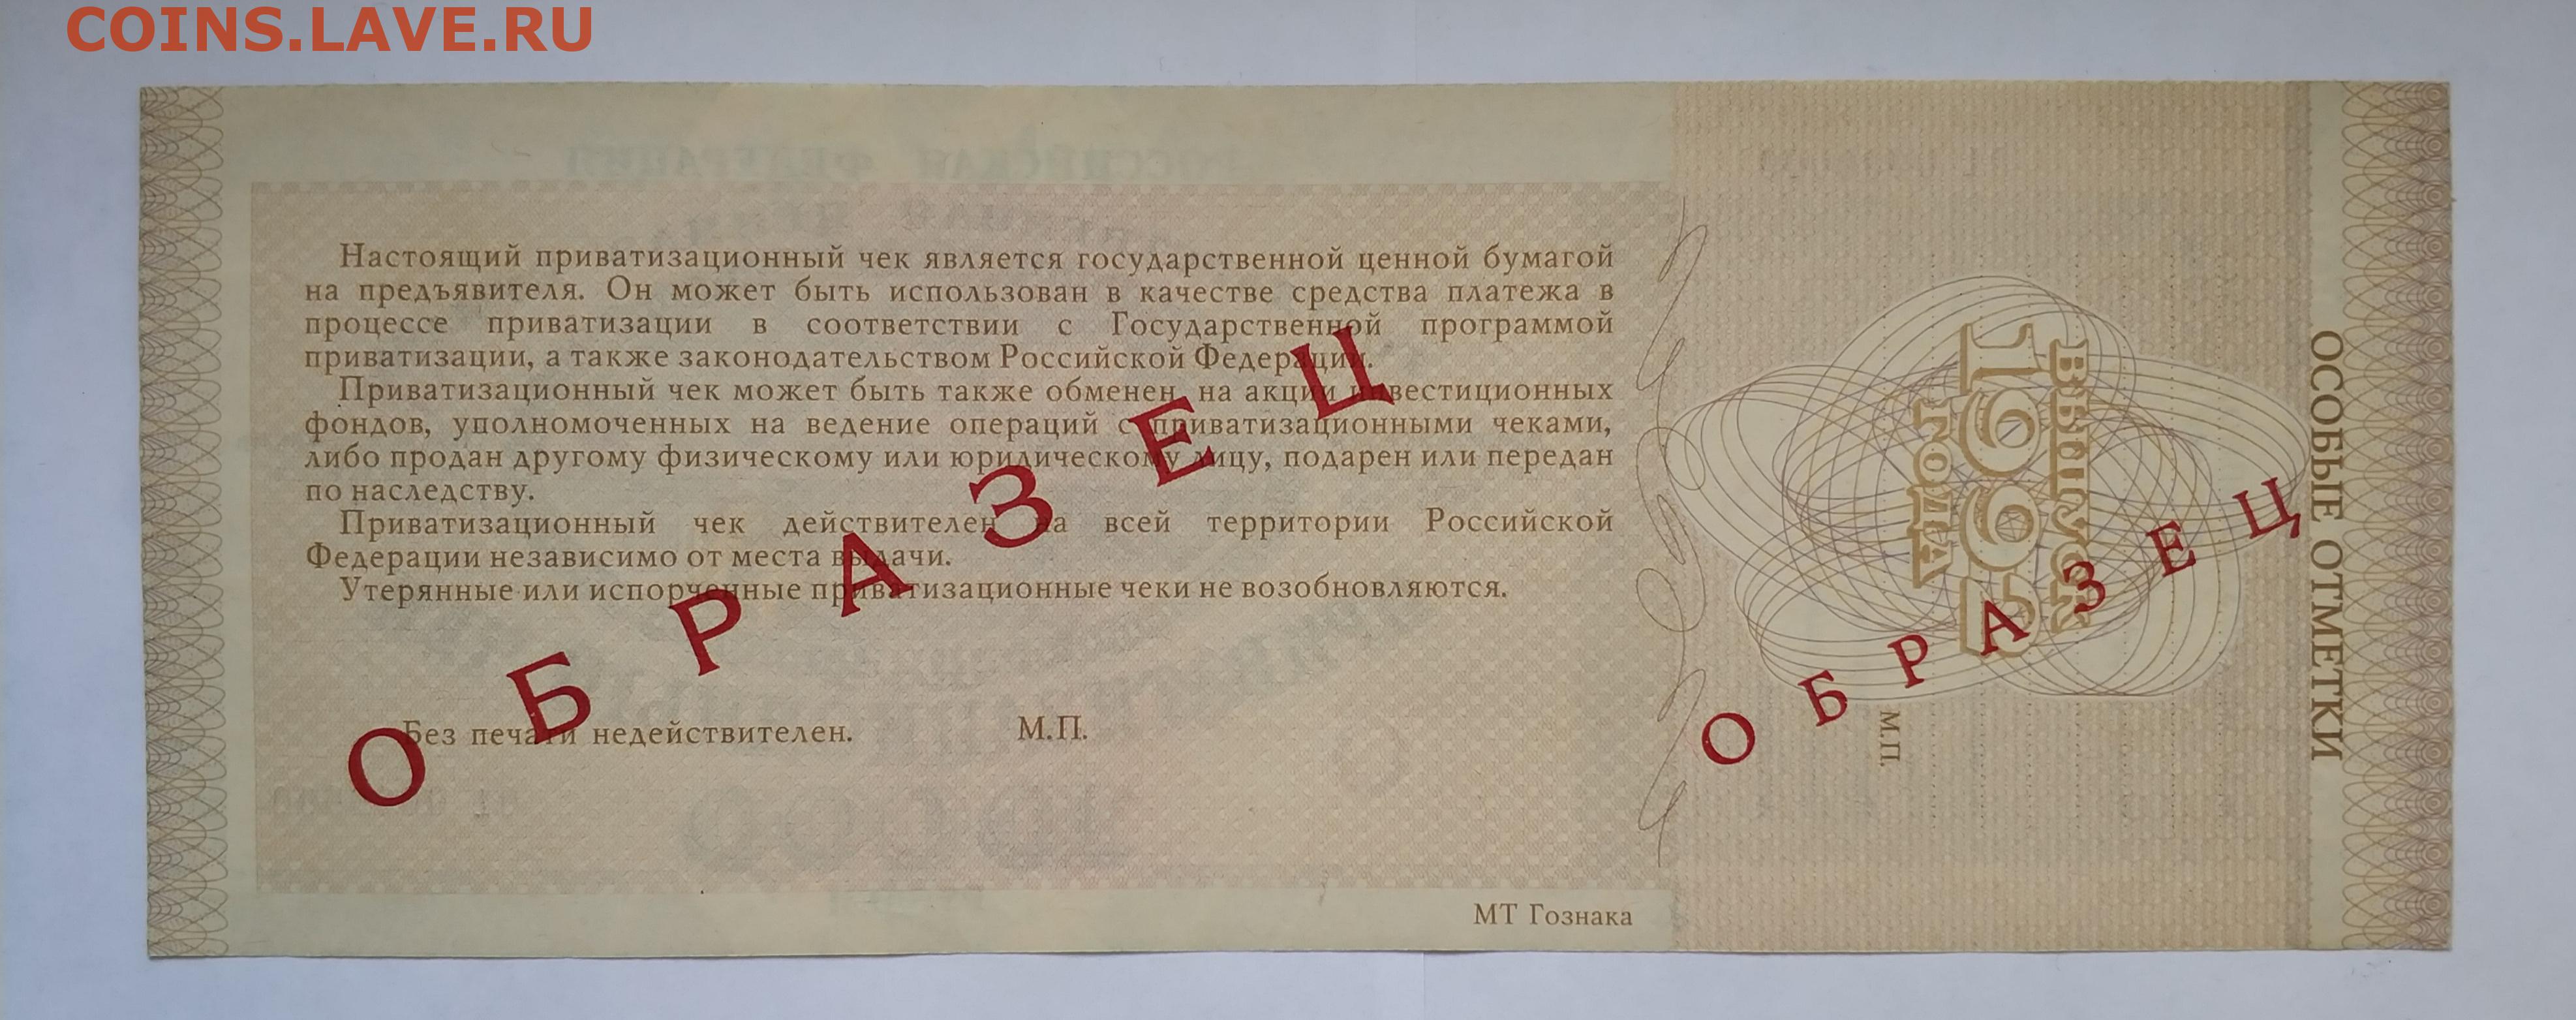 COINS.LAVE.RU
Настоящий приватизационный чек является государственной ценной бумагой
на предъявителя. Он может быть использован в качестве средства платежа в
процессе приватизации в соответствии с Государственной программой
приватизации, а также законодательством Российской Федерации.
Приватизационный чек может быть также обменен на акции инвестиционных
фондов, уполномоченных на ведение операций с приватизационными чеками,
либо продан другому физическому или юридическому лицу, подарен или передан
по наследству.
Приватизационный чек действителен на всей территории Российской
Федерации независимо от места выдачи.
Утерянные или испорченные приватизационные чеки не возобновляются.
Без печати недействителен. М.П.
ОБРАЗЕЦ
МТ Гознака
ОСОБЫЕ ОТМЕТКИ
ВЫПУСК
1995
ГОДА
М.П.
ОБРАЗЕЦ